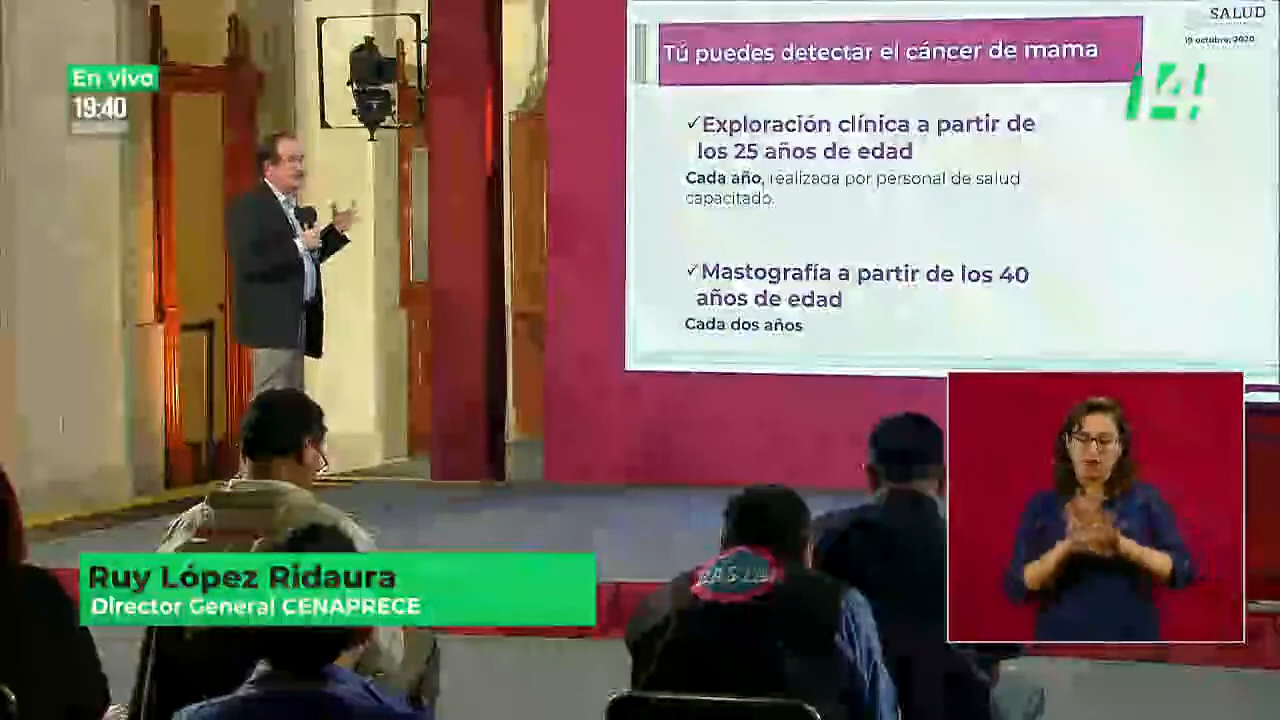 En vivo
19:40
SALUD
19 octubre, 2020
Tú puedes detectar el cáncer de mama
14
✓Exploración clínica a partir de
los 25 años de edad
Cada año, realizada por personal de salud
capacitado.
✓Mastografía a partir de los 40
años de edad
Cada dos años
Ruy López Ridaura
Director General CENAPRECE